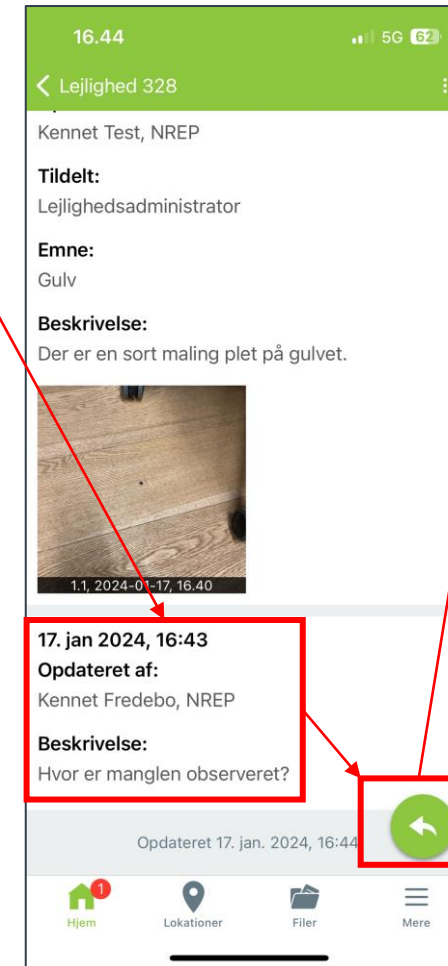 16.44
5G 62
Lejlighed 328
Kennet Test, NREP
Tildelt:
Lejlighedsadministrator
Emne:
Gulv
Beskrivelse:
Der er en sort maling plet på gulvet.
1.1, 2024-01-17, 16.40
17. jan 2024, 16:43
Opdateret af:
Kennet Fredebo, NREP
Beskrivelse:
Hvor er manglen observeret?
Opdateret 17. jan. 2024, 16:44
1
Hjem
Lokationer
Filer
Mere